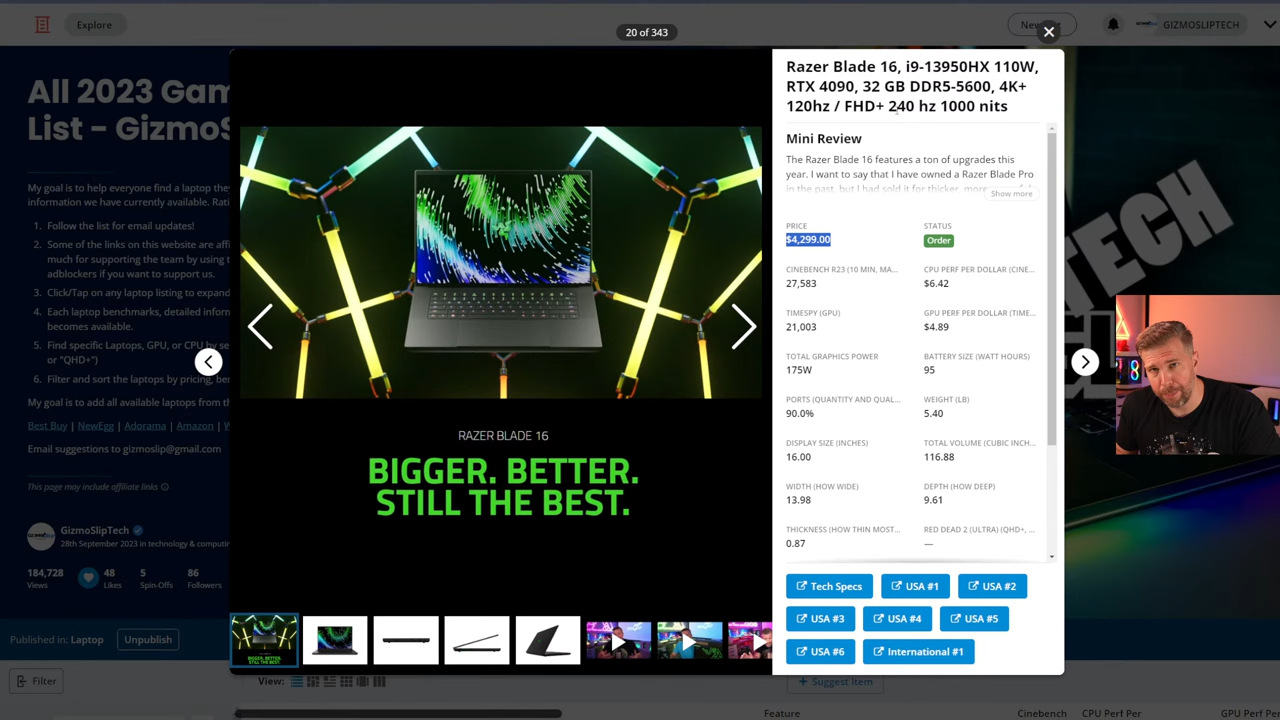 Explore
20 of 343
New
GIZMOSLIPTECH
All 2023 Gam
List - GizmoS
My goal is to help everyone find a laptop they
information we have currently available. Rati
1. Follow the list for email updates!
2. Some of the links on this website are affi
much for supporting the team by using t
adblockers if you want to support us.
3. Click/Tap on any laptop listing to expand
4. Each laptop benchmarks, detailed inform
becomes available.
5. Find specific Laptops, GPU, or CPU by se
or "QHD+")
6. Filter and sort the laptops by pricing, ben
My goal is to add all available laptops from t
Best Buy | NewEgg | Adorama | Amazon | W
Email suggestions to gizmoslip@gmail.com
This page may include affiliate links
GizmoSlipTech
28th September 2023 in technology & computin
184,728
Views
48
Likes
5
Spin-Offs
86
Followers
Published in: Laptop
Unpublish
Filter
View:
Suggest Item
RAZER BLADE 16
BIGGER. BETTER.
STILL THE BEST.
Razer Blade 16, i9-13950HX 110W,
RTX 4090, 32 GB DDR5-5600, 4K+
120hz / FHD+ 240 hz 1000 nits
Mini Review
The Razer Blade 16 features a ton of upgrades this
year. I want to say that I have owned a Razer Blade Pro
in the past, but I had sold it for thicker, more
Show more
PRICE
$4,299.00
STATUS
Order
CINEBENCH R23 (10 MIN, MA...
27,583
CPU PERF PER DOLLAR (CINE...
$6.42
TIMESPY (GPU)
21,003
GPU PERF PER DOLLAR (TIME...
$4.89
TOTAL GRAPHICS POWER
175W
BATTERY SIZE (WATT HOURS)
95
PORTS (QUANTITY AND QUAL...
90.0%
WEIGHT (LB)
5.40
DISPLAY SIZE (INCHES)
16.00
TOTAL VOLUME (CUBIC INCH...
116.88
WIDTH (HOW WIDE)
13.98
DEPTH (HOW DEEP)
9.61
THICKNESS (HOW THIN MOST...
0.87
RED DEAD 2 (ULTRA) (QHD+, ...
—
Tech Specs
USA #1
USA #2
USA #3
USA #4
USA #5
USA #6
International #1
TECH
Feature
Cinebench
CPU Perf Per
GPU Perf Per